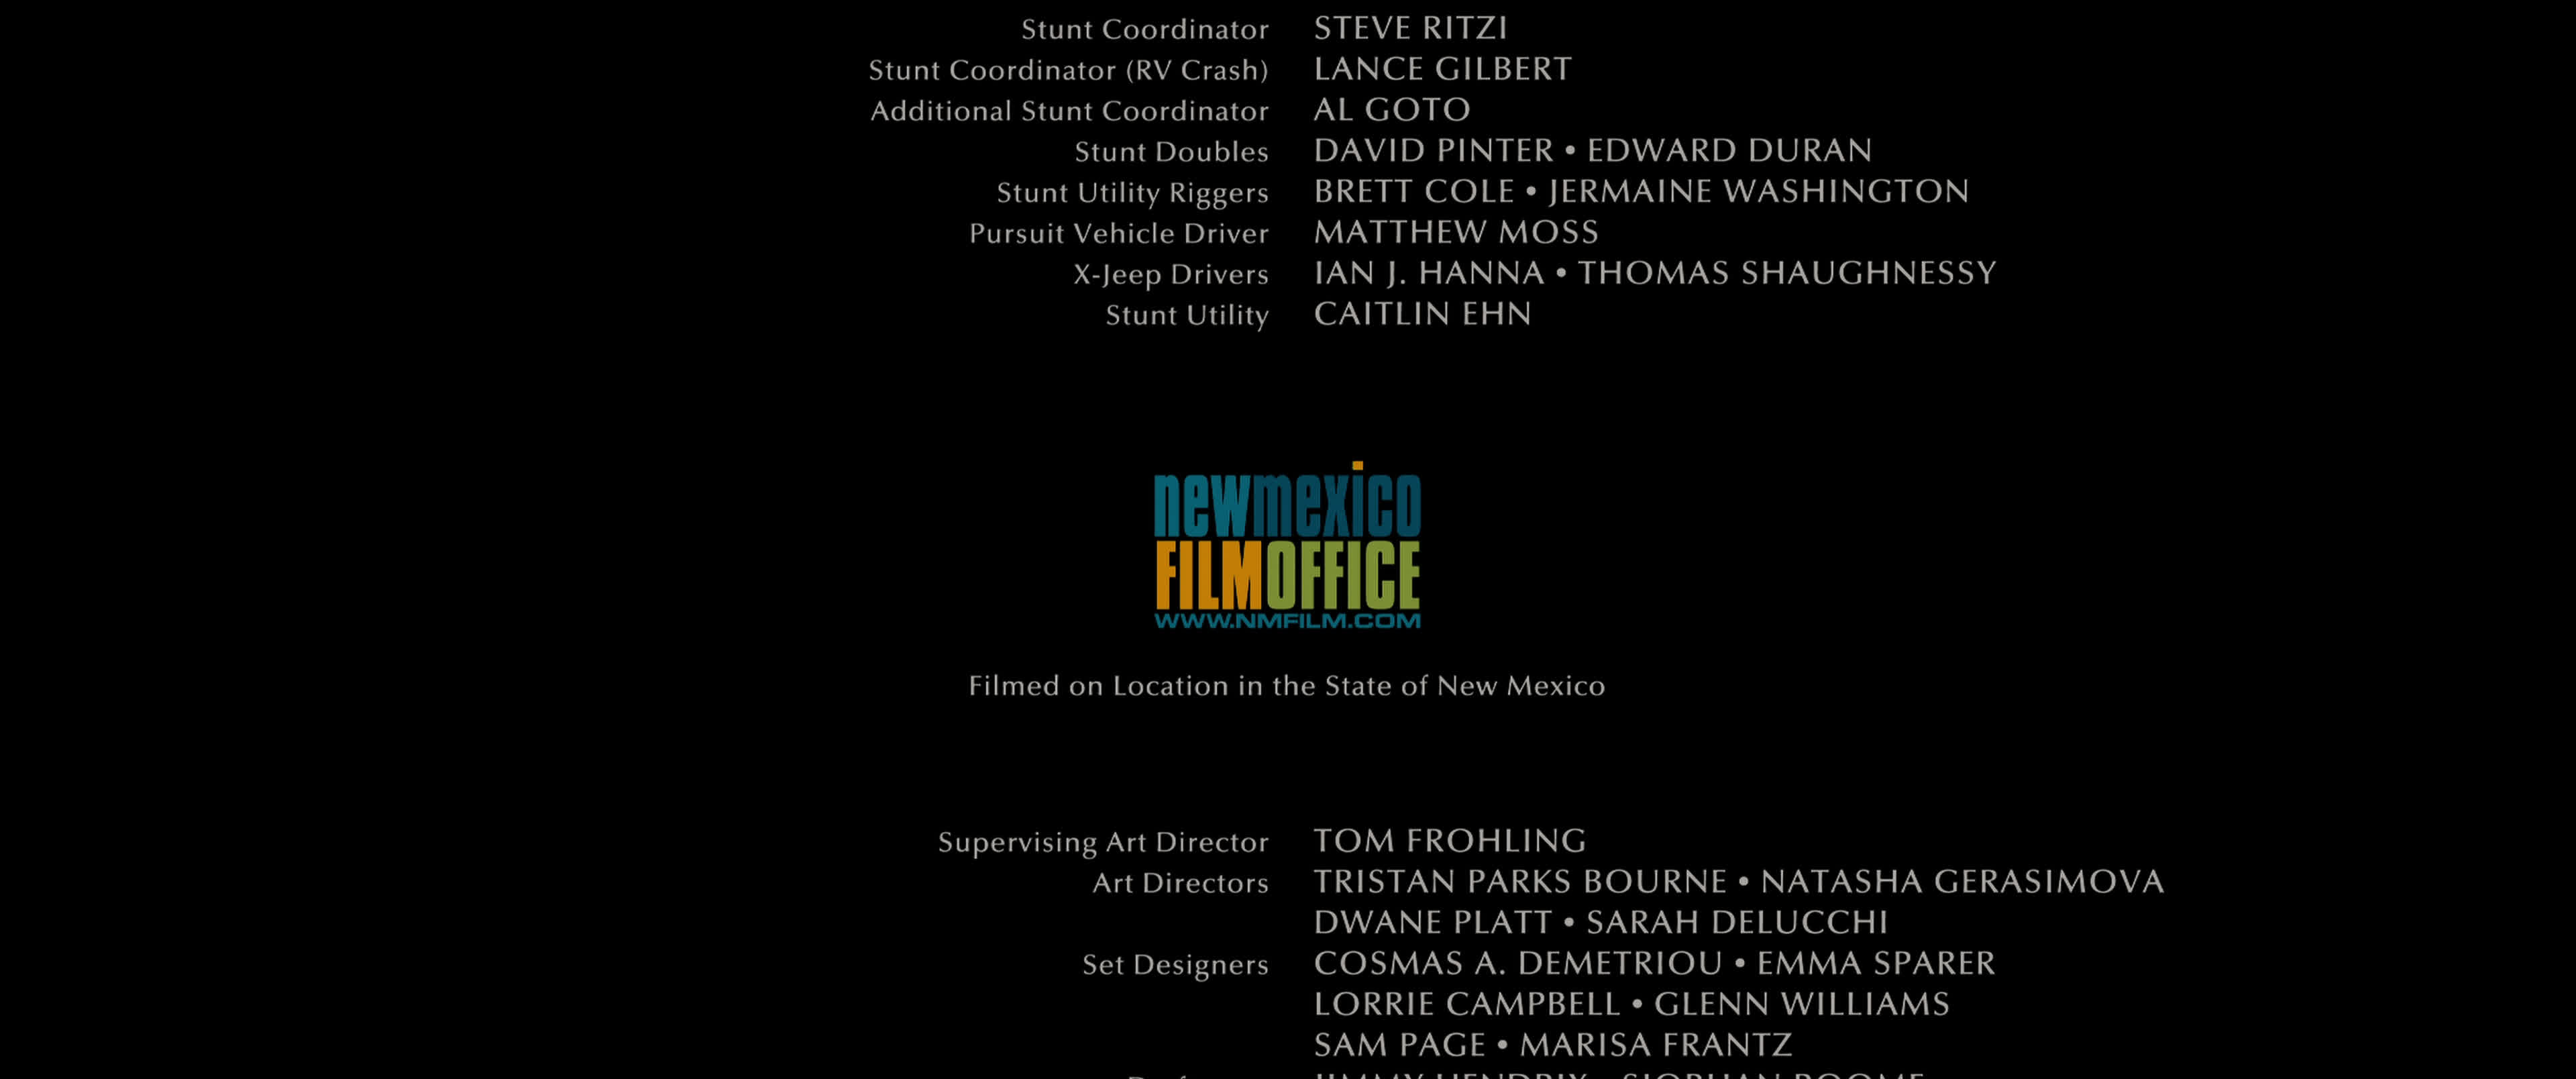 Stunt Coordinator STEVE RITZI
Stunt Coordinator (RV Crash) LANCE GILBERT
Additional Stunt Coordinator AL GOTO
Stunt Doubles DAVID PINTER • EDWARD DURAN
Stunt Utility Riggers BRETT COLE • JERMAINE WASHINGTON
Pursuit Vehicle Driver MATTHEW MOSS
X-Jeep Drivers IAN J. HANNA • THOMAS SHAUGHNESSY
Stunt Utility CAITLIN EHN
newmexico
FILMOFFICE
WWW.NMFILM.COM
Filmed on Location in the State of New Mexico
Supervising Art Director TOM FROHLING
Art Directors TRISTAN PARKS BOURNE • NATASHA GERASIMOVA
DWANE PLATT • SARAH DELUCCHI
Set Designers COSMAS A. DEMETRIOU • EMMA SPARER
LORRIE CAMPBELL • GLENN WILLIAMS
SAM PAGE • MARISA FRANTZ
JIMMY HENDRIX • SIOBHAN ROOME